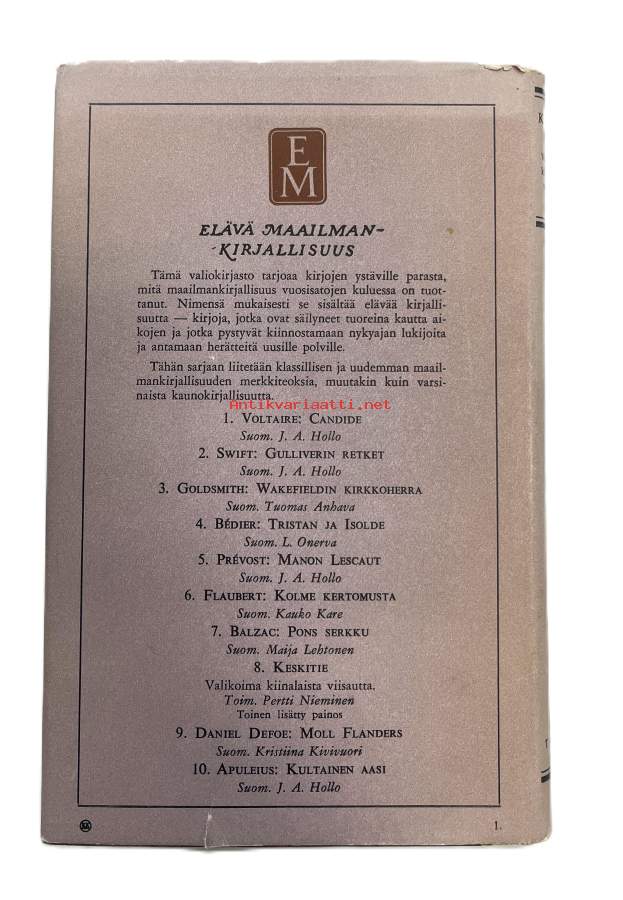 E
M
ELÄVÄ MAAILMAN-
KIRJALLISUUS
Tämä valiokirjasto tarjoaa kirjojen ystäville parasta,
mitä maailmankirjallisuus vuosisatojen kuluessa on tuot-
tanut. Nimensä mukaisesti se sisältää elävää kirjalli-
suutta — kirjoja, jotka ovat säilyneet tuoreina kautta ai-
kojen ja jotka pystyvät kiinnostamaan nykyajan lukijoita
ja antamaan herätteitä uusille polville.
Tähän sarjaan liitetään klassillisen ja uudemman maail-
mankirjallisuuden merkkiteoksia, muutakin kuin varsi-
naista kaunokirjallisuutta.
Antikvariaatti.net
1. VOLTAIRE: CANDIDE
Suom. J. A. Hollo
2. SWIFT: GULLIVERIN RETKET
Suom. J. A. Hollo
3. GOLDSMITH: WAKEFIELDIN KIRKKOHERRA
Suom. Tuomas Anhava
4. BÉDIER: TRISTAN JA ISOLDE
Suom. L. Onerva
5. PRÉVOST: MANON LESCAUT
Suom. J. A. Hollo
6. FLAUBERT: KOLME KERTOMUSTA
Suom. Kauko Kare
7. BALZAC: PONS SERKKU
Suom. Maija Lehtonen
8. KESKITIE
Valikoima kiinalaista viisautta.
Toim. Pertti Nieminen
Toinen lisätty painos
9. DANIEL DEFOE: MOLL FLANDERS
Suom. Kristiina Kivivuori
10. APULEIUS: KULTAINEN AASI
Suom. J. A. Hollo
1.